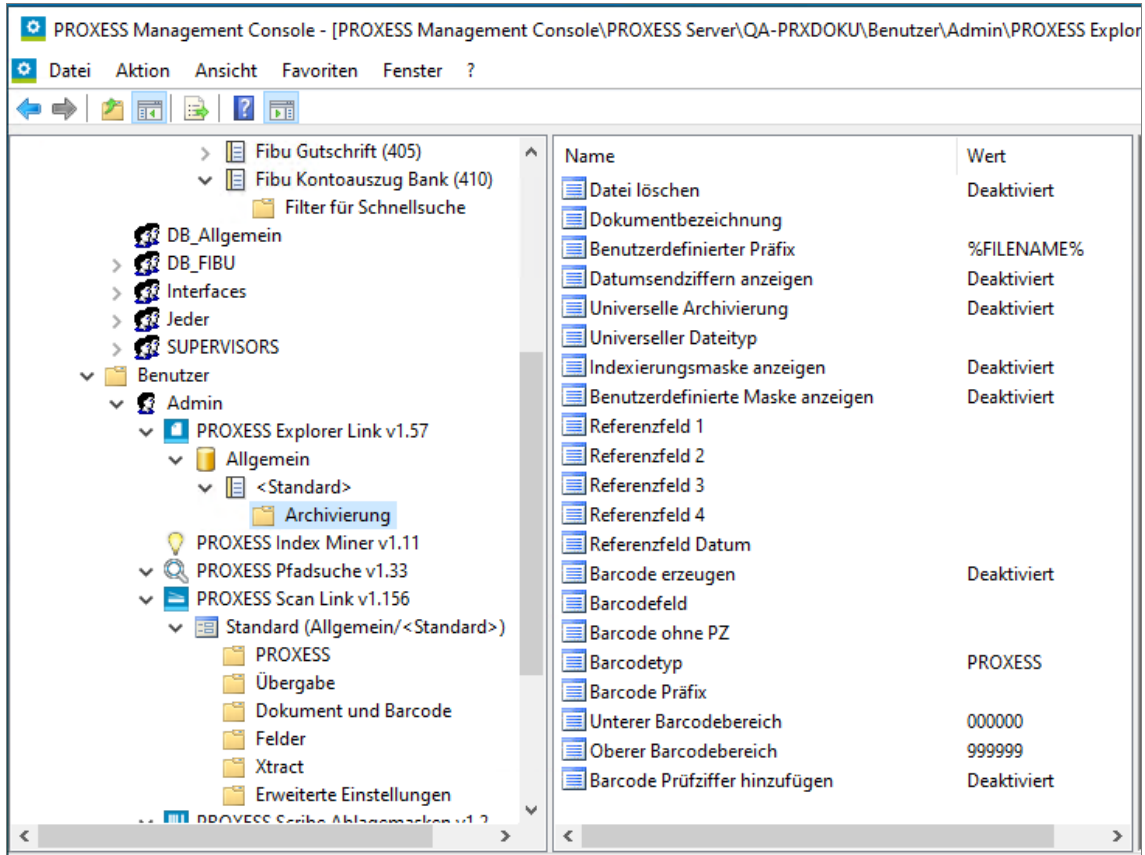 PROXESS Management Console - [PROXESS Management Console\PROXESS Server\QA-PRXDOKU\Benutzer\Admin\PROXESS Explor
Datei Aktion Ansicht Favoriten Fenster ?
Fibu Gutschrift (405)
Fibu Kontoauszug Bank (410)
Filter für Schnellsuche
DB_Allgemein
DB_FIBU
Interfaces
Jeder
SUPERVISORS
Benutzer
Admin
PROXESS Explorer Link v1.57
Allgemein
<Standard>
Archivierung
PROXESS Index Miner v1.11
PROXESS Pfadsuche v1.33
PROXESS Scan Link v1.156
Standard (Allgemein/<Standard>)
PROXESS
Übergabe
Dokument und Barcode
Felder
Xtract
Erweiterte Einstellungen
PROXESS Scribe Ablagemasken v1.2
Name Wert
Datei löschen Deaktiviert
Dokumentbezeichnung
Benutzerdefinierter Präfix %FILENAME%
Datumsendziffern anzeigen Deaktiviert
Universelle Archivierung Deaktiviert
Universeller Dateityp
Indexierungsmaske anzeigen Deaktiviert
Benutzerdefinierte Maske anzeigen Deaktiviert
Referenzfeld 1
Referenzfeld 2
Referenzfeld 3
Referenzfeld 4
Referenzfeld Datum
Barcode erzeugen Deaktiviert
Barcodefeld
Barcode ohne PZ
Barcodetyp PROXESS
Barcode Präfix
Unterer Barcodebereich 000000
Oberer Barcodebereich 999999
Barcode Prüfziffer hinzufügen Deaktiviert